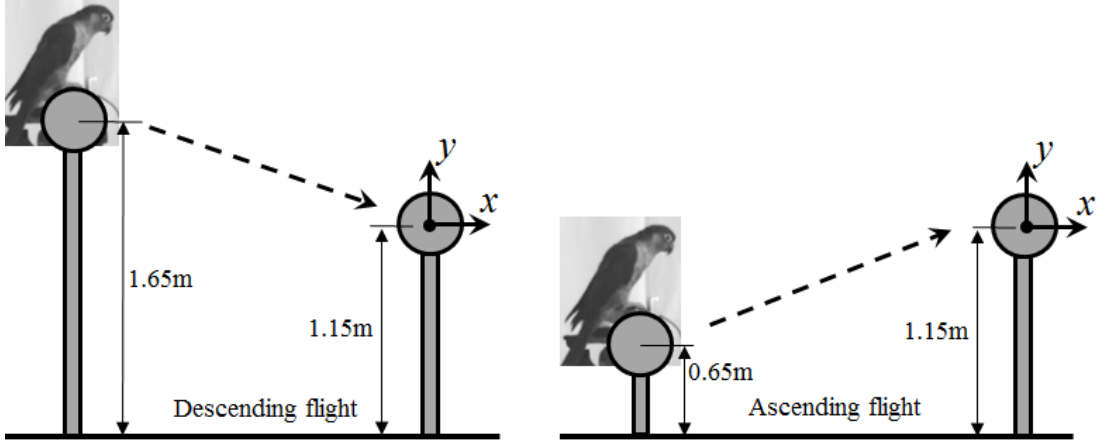 y
x
1.65m
1.15m
Descending flight
y
x
1.15m
0.65m
Ascending flight